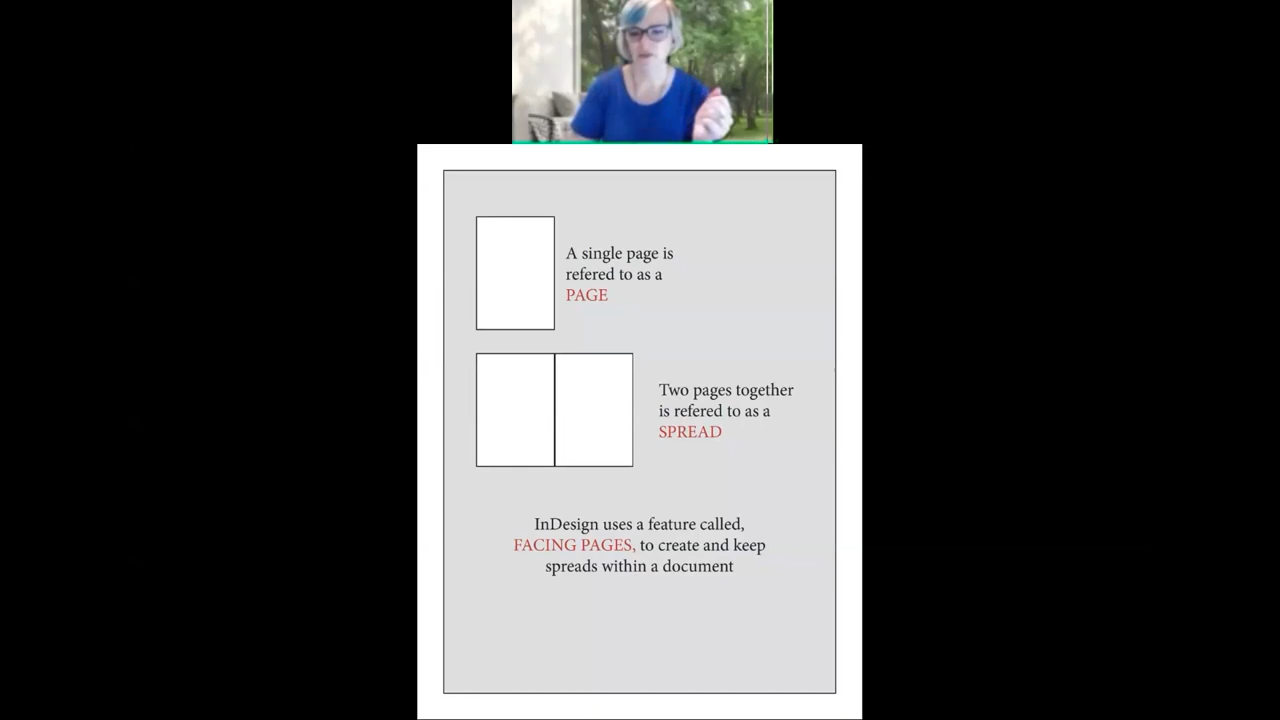 A single page is
refered to as a
PAGE
Two pages together
is refered to as a
SPREAD
InDesign uses a feature called,
FACING PAGES, to create and keep
spreads within a document